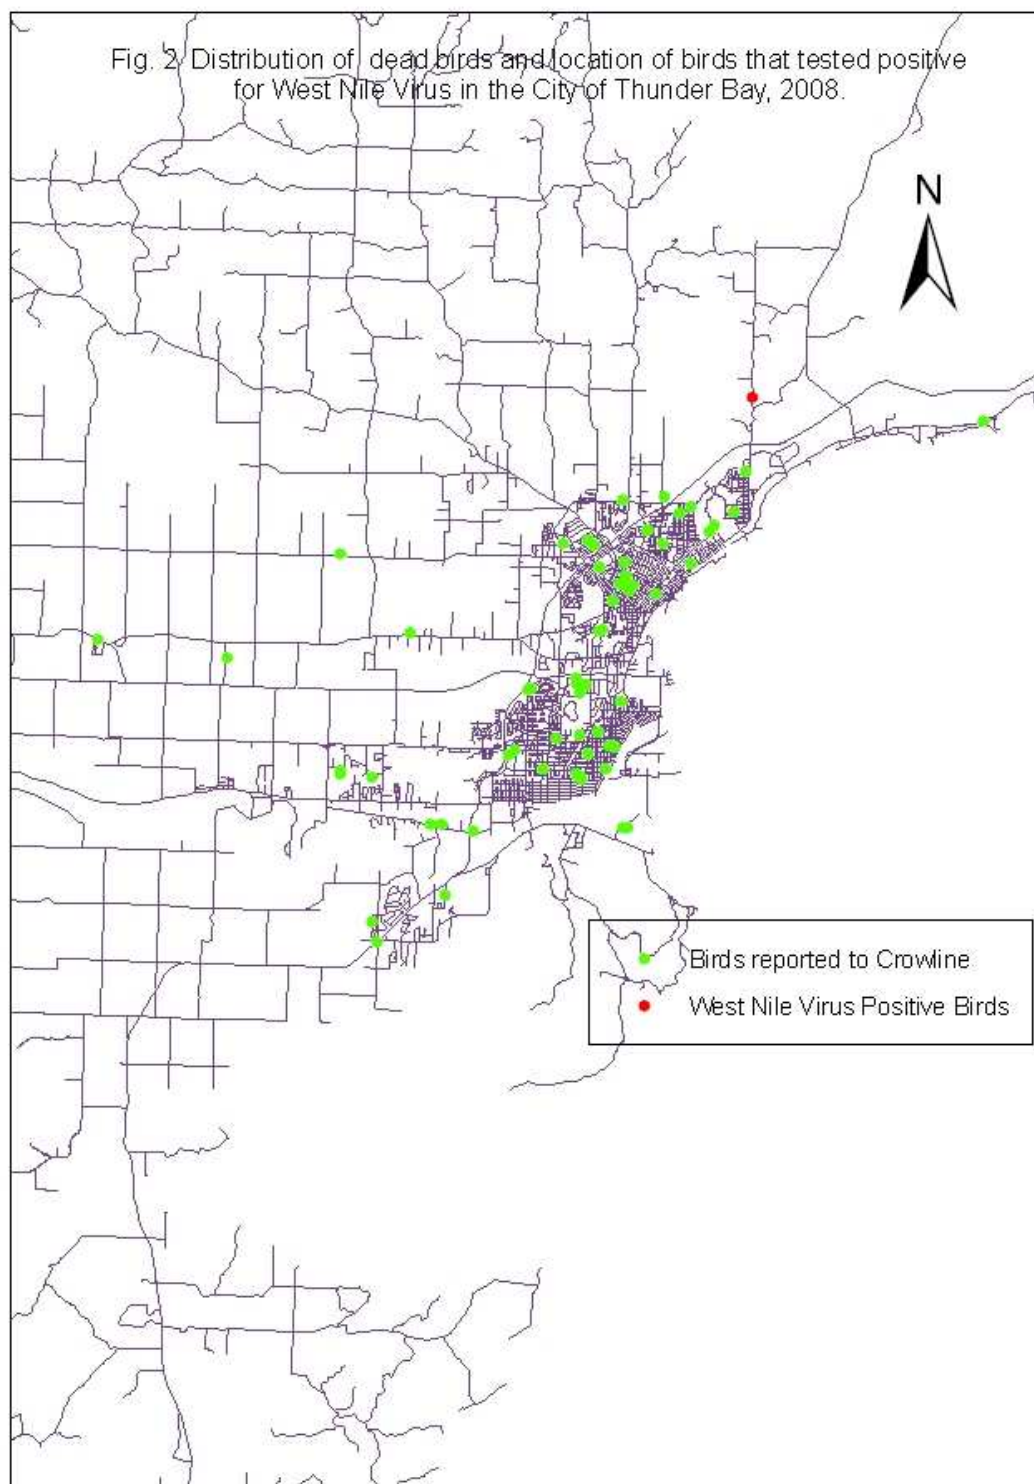 Fig. 2 Distribution of dead birds and location of birds that tested positive
for West Nile Virus in the City of Thunder Bay, 2008.
N
Birds reported to Crowline
West Nile Virus Positive Birds